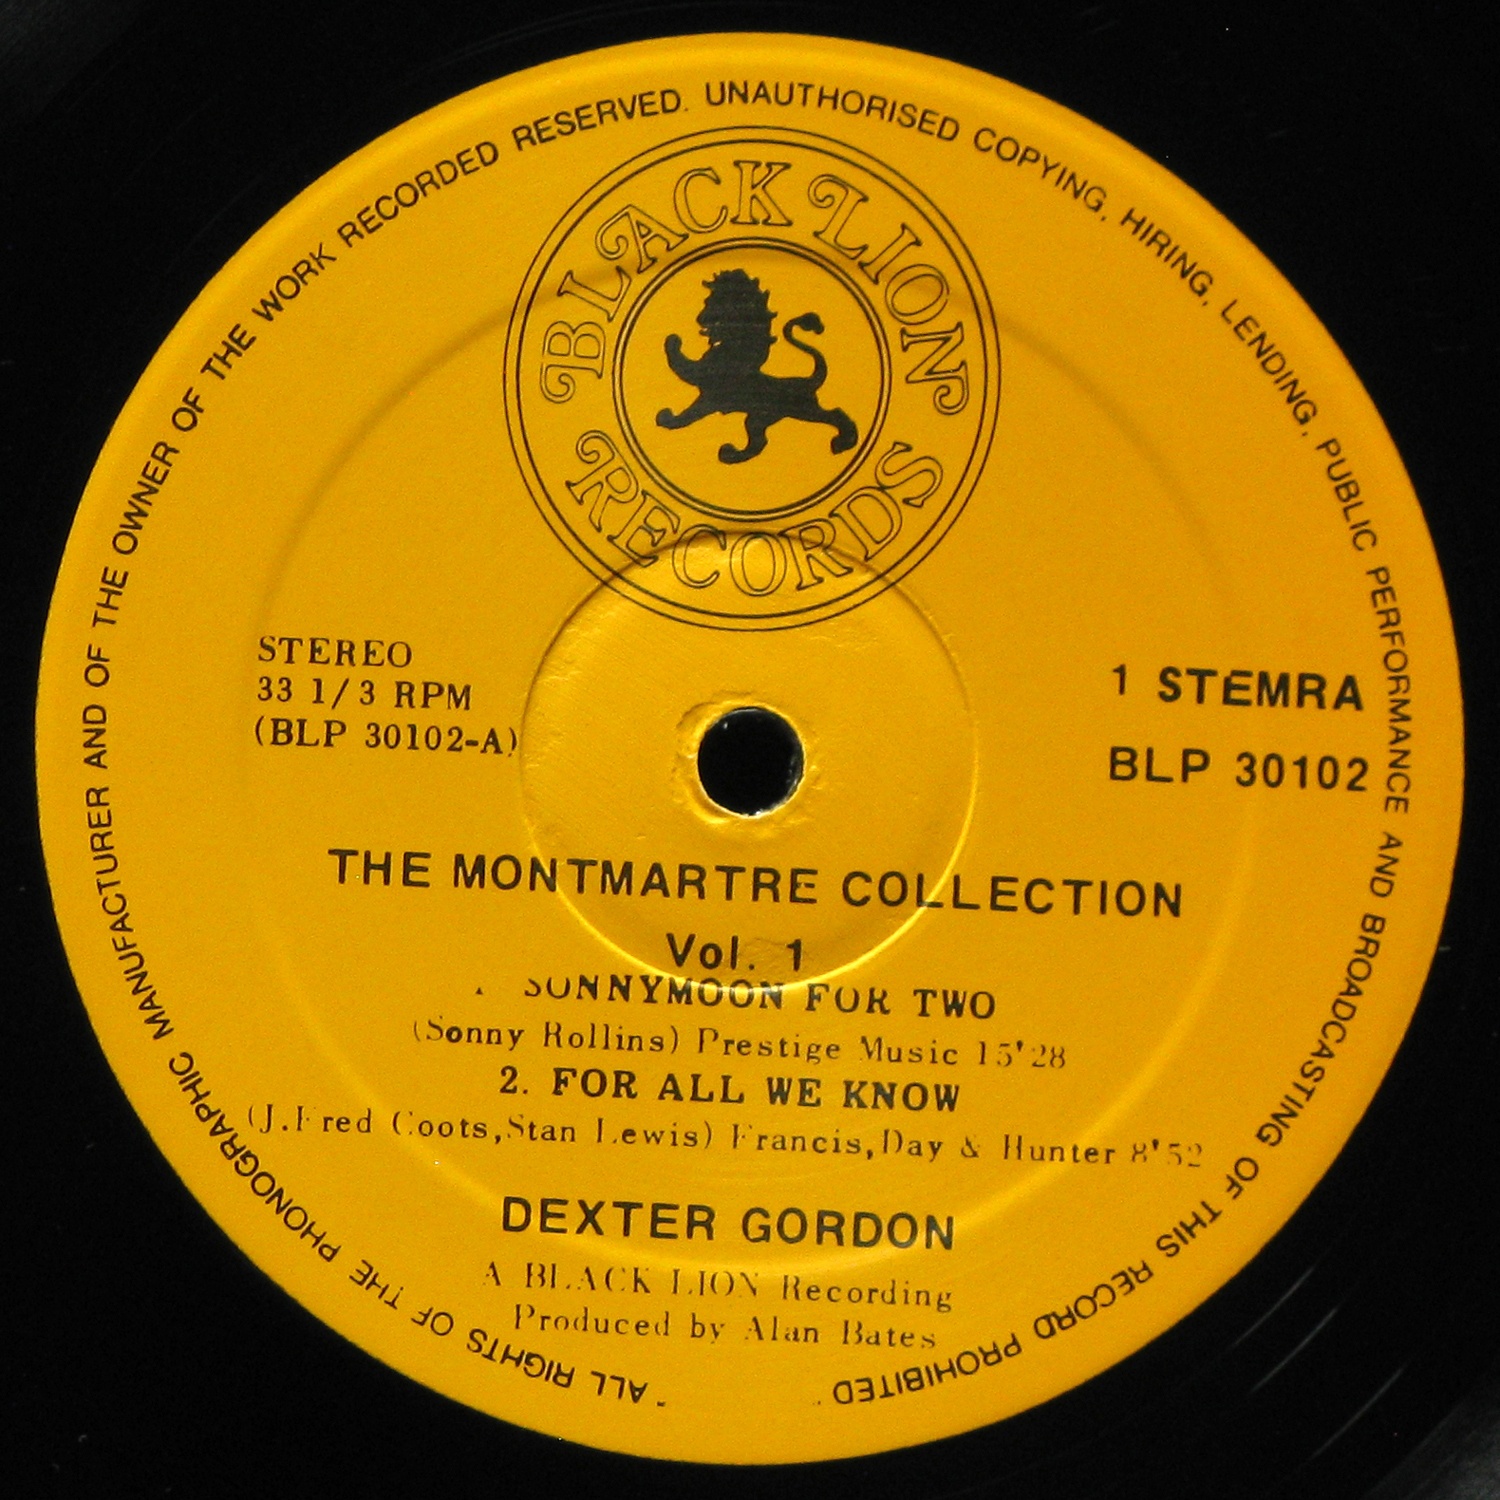 "ALL RIGHTS OF THE PHONOGRAPHIC MANUFACTURER AND OF THE OWNER OF THE WORK RECORDED RESERVED. UNAUTHORISED COPYING, HIRING, LENDING, PUBLIC PERFORMANCE AND BROADCASTING OF THIS RECORD PROHIBITED"
BLACK LION
RECORDS
STEREO
33 1/3 RPM
(BLP 30102-A)
1 STEMRA
BLP 30102
THE MONTMARTRE COLLECTION
Vol. 1
. SUNNYMOON FOR TWO
(Sonny Rollins) Prestige Music 15'28
2. FOR ALL WE KNOW
(J.Fred Coots,Stan Lewis) Francis,Day & Hunter 8'52
DEXTER GORDON
A BLACK LION Recording
Produced by Alan Bates